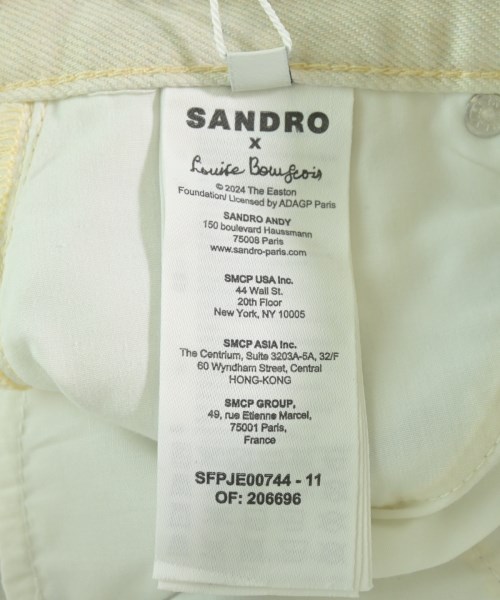 SANDRO
X
Louise Bourgeois
© 2024 The Easton
Foundation/ Licensed by ADAGP Paris
SANDRO ANDY
150 boulevard Haussmann
75008 Paris
www.sandro-paris.com
SMCP USA Inc.
44 Wall St.
20th Floor
New York, NY 10005
SMCP ASIA Inc.
The Centrium, Suite 3203A-5A, 32/F
60 Wyndham Street, Central
HONG-KONG
SMCP GROUP,
49, rue Etienne Marcel,
75001 Paris,
France
SFPJE00744 - 11
OF: 206696